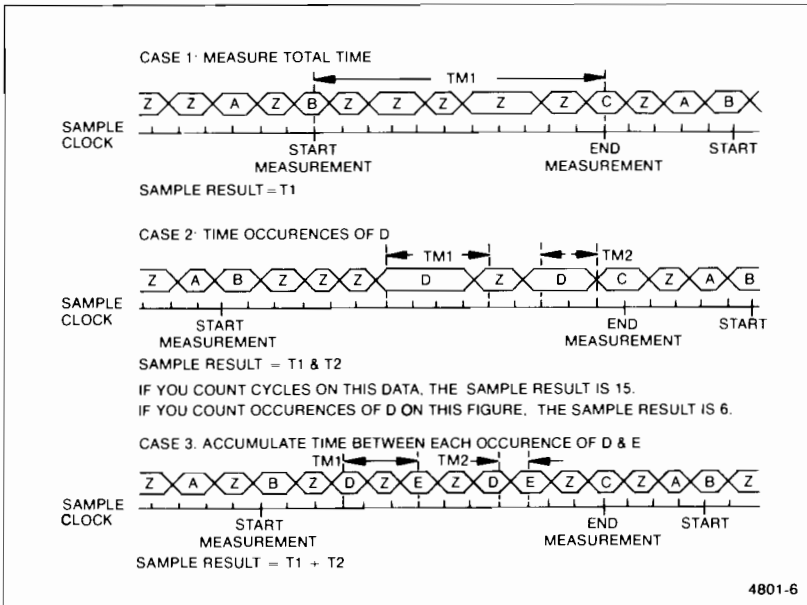 CASE 1: MEASURE TOTAL TIME
TM1
Z Z A Z B Z Z Z Z Z C Z A B
SAMPLE
CLOCK
START
MEASUREMENT
END
MEASUREMENT
START
SAMPLE RESULT = T1
CASE 2: TIME OCCURENCES OF D
TM1
TM2
Z A B Z Z Z D Z D C Z A B
SAMPLE
CLOCK
START
MEASUREMENT
END
MEASUREMENT
START
SAMPLE RESULT = T1 & T2
IF YOU COUNT CYCLES ON THIS DATA, THE SAMPLE RESULT IS 15.
IF YOU COUNT OCCURENCES OF D ON THIS FIGURE, THE SAMPLE RESULT IS 6.
CASE 3. ACCUMULATE TIME BETWEEN EACH OCCURENCE OF D & E
TM1
TM2
Z A Z B Z D Z E Z D E Z C Z A B Z
SAMPLE
CLOCK
START
MEASUREMENT
END
MEASUREMENT
START
SAMPLE RESULT = T1 + T2
4801-6